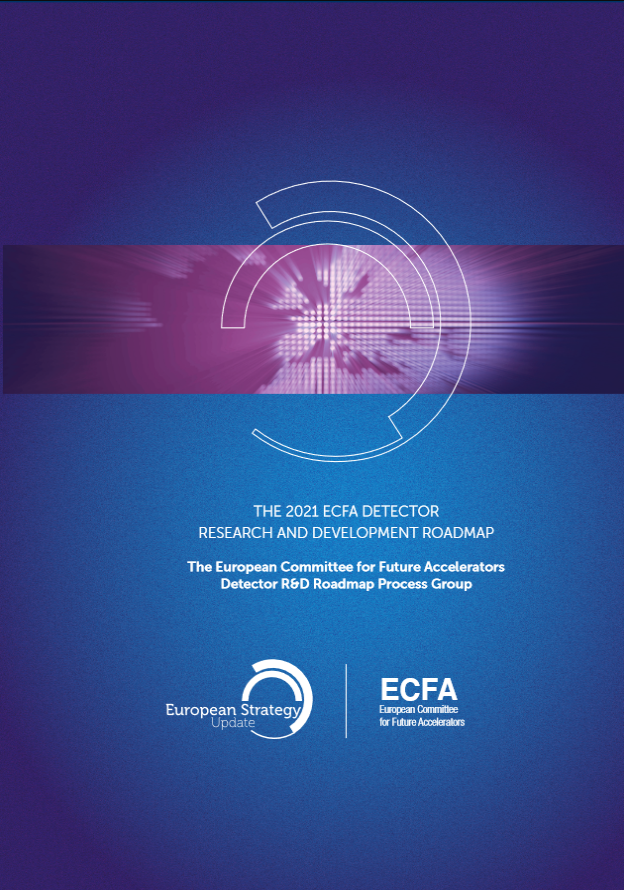 THE 2021 ECFA DETECTOR
RESEARCH AND DEVELOPMENT ROADMAP
The European Committee for Future Accelerators
Detector R&D Roadmap Process Group
European Strategy
Update
ECFA
European Committee
for Future Accelerators